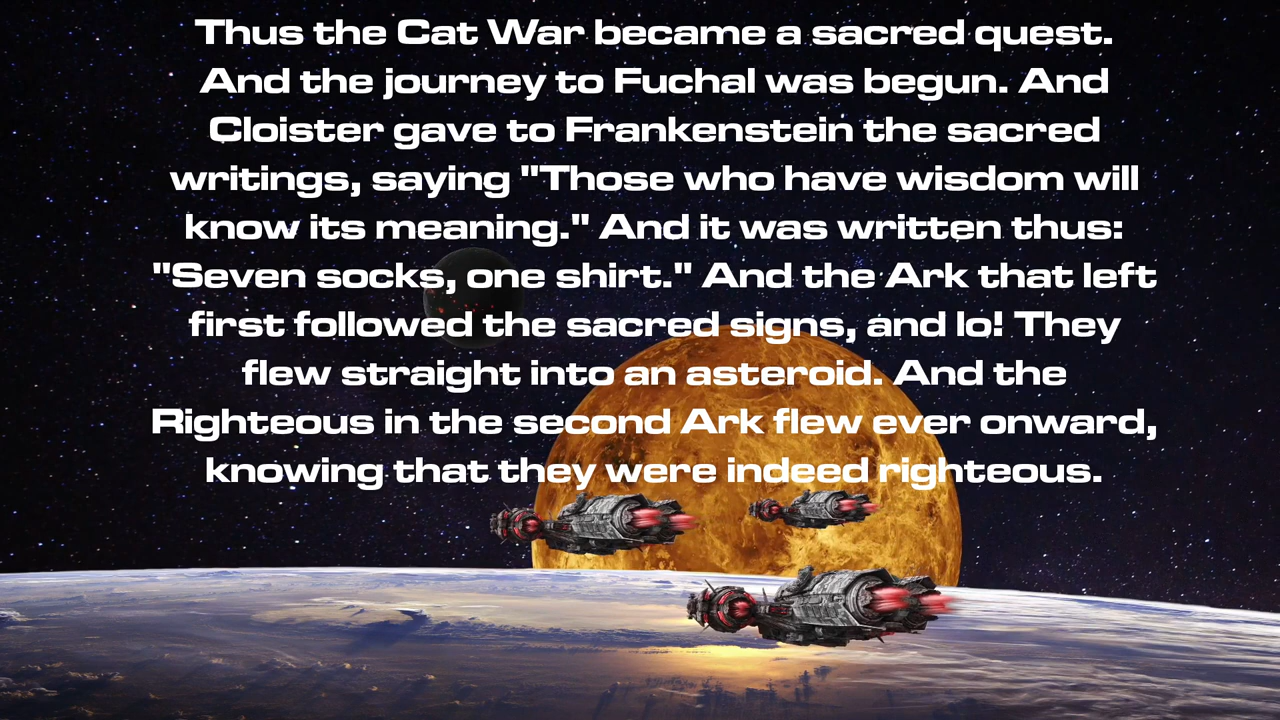 Thus the Cat War became a sacred quest.
And the journey to Fuchal was begun. And
Cloister gave to Frankenstein the sacred
writings, saying "Those who have wisdom will
know its meaning." And it was written thus:
"Seven socks, one shirt." And the Ark that left
first followed the sacred signs, and lo! They
flew straight into an asteroid. And the
Righteous in the second Ark flew ever onward,
knowing that they were indeed righteous.